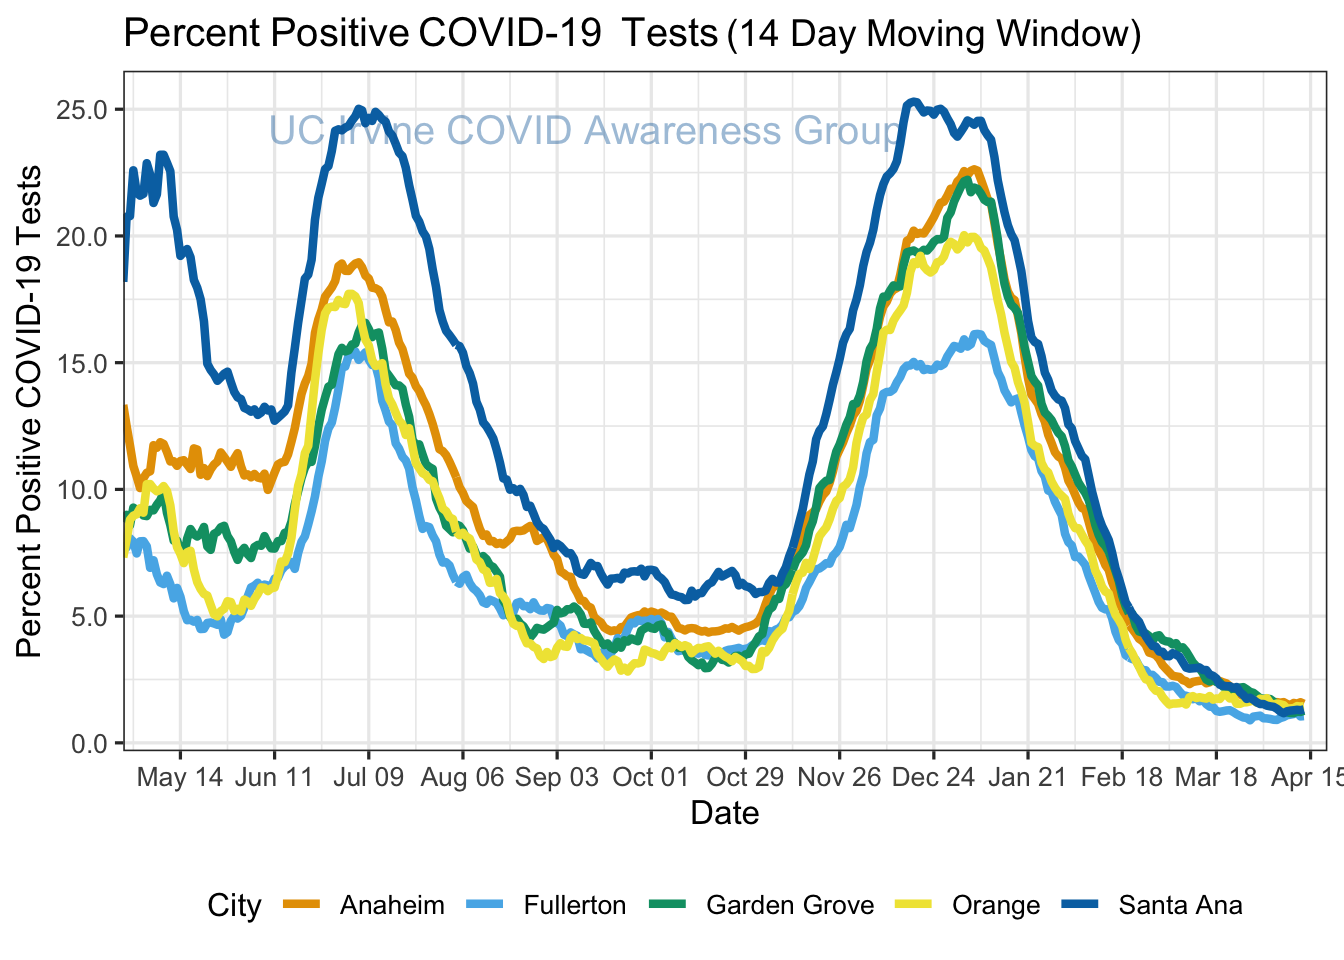 Percent Positive COVID-19 Tests (14 Day Moving Window)
UC Irvine COVID Awareness Group
Percent Positive COVID-19 Tests
25.0
20.0
15.0
10.0
5.0
0.0
May 14 Jun 11 Jul 09 Aug 06 Sep 03 Oct 01 Oct 29 Nov 26 Dec 24 Jan 21 Feb 18 Mar 18 Apr 15
Date
City Anaheim Fullerton Garden Grove Orange Santa Ana